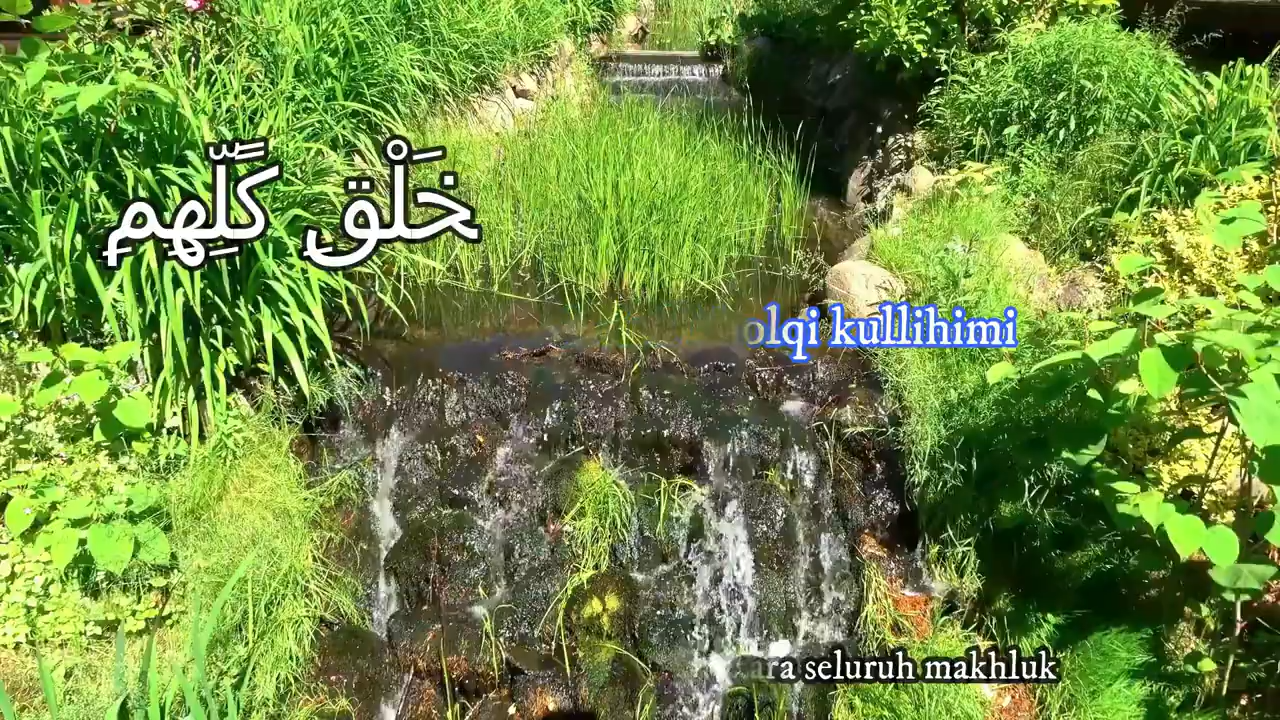 خَلْقِ كُلِّهِمِ
olqi kullihimi
ara seluruh makhluk